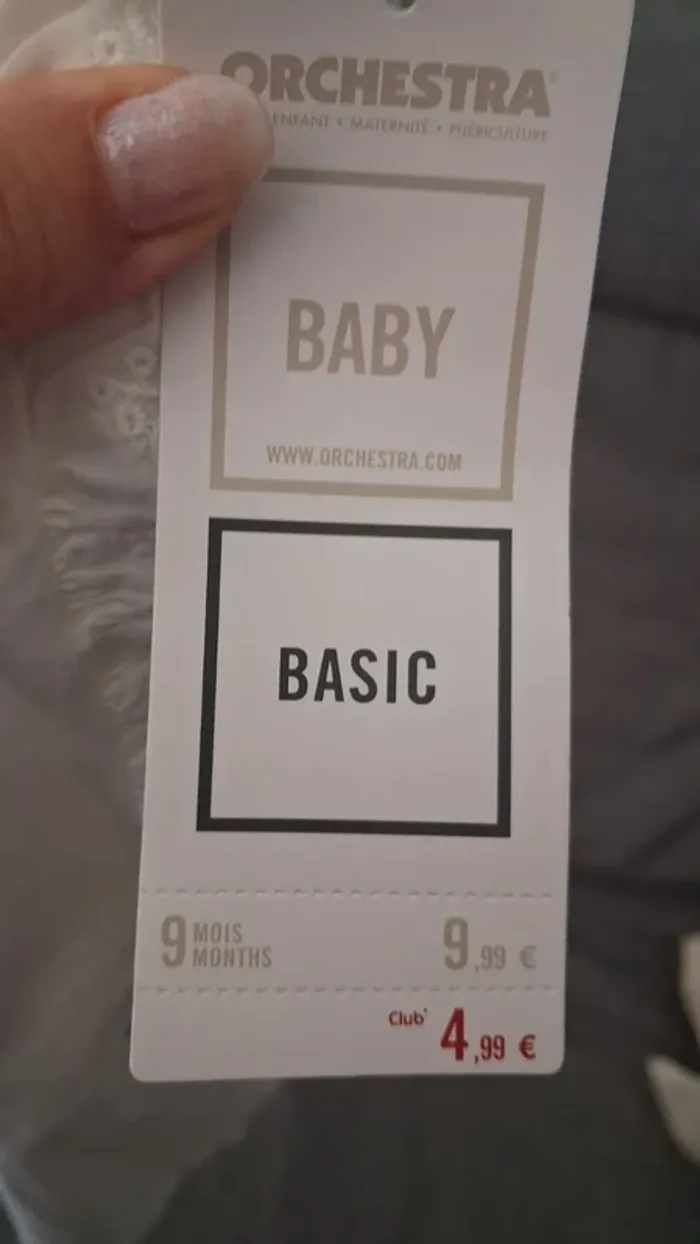 ORCHESTRA®
ENFANT • MATERNITÉ • PUÉRICULTURE
BABY
WWW.ORCHESTRA.COM
BASIC
9 MOIS
MONTHS
9,99 €
Club' 4,99 €